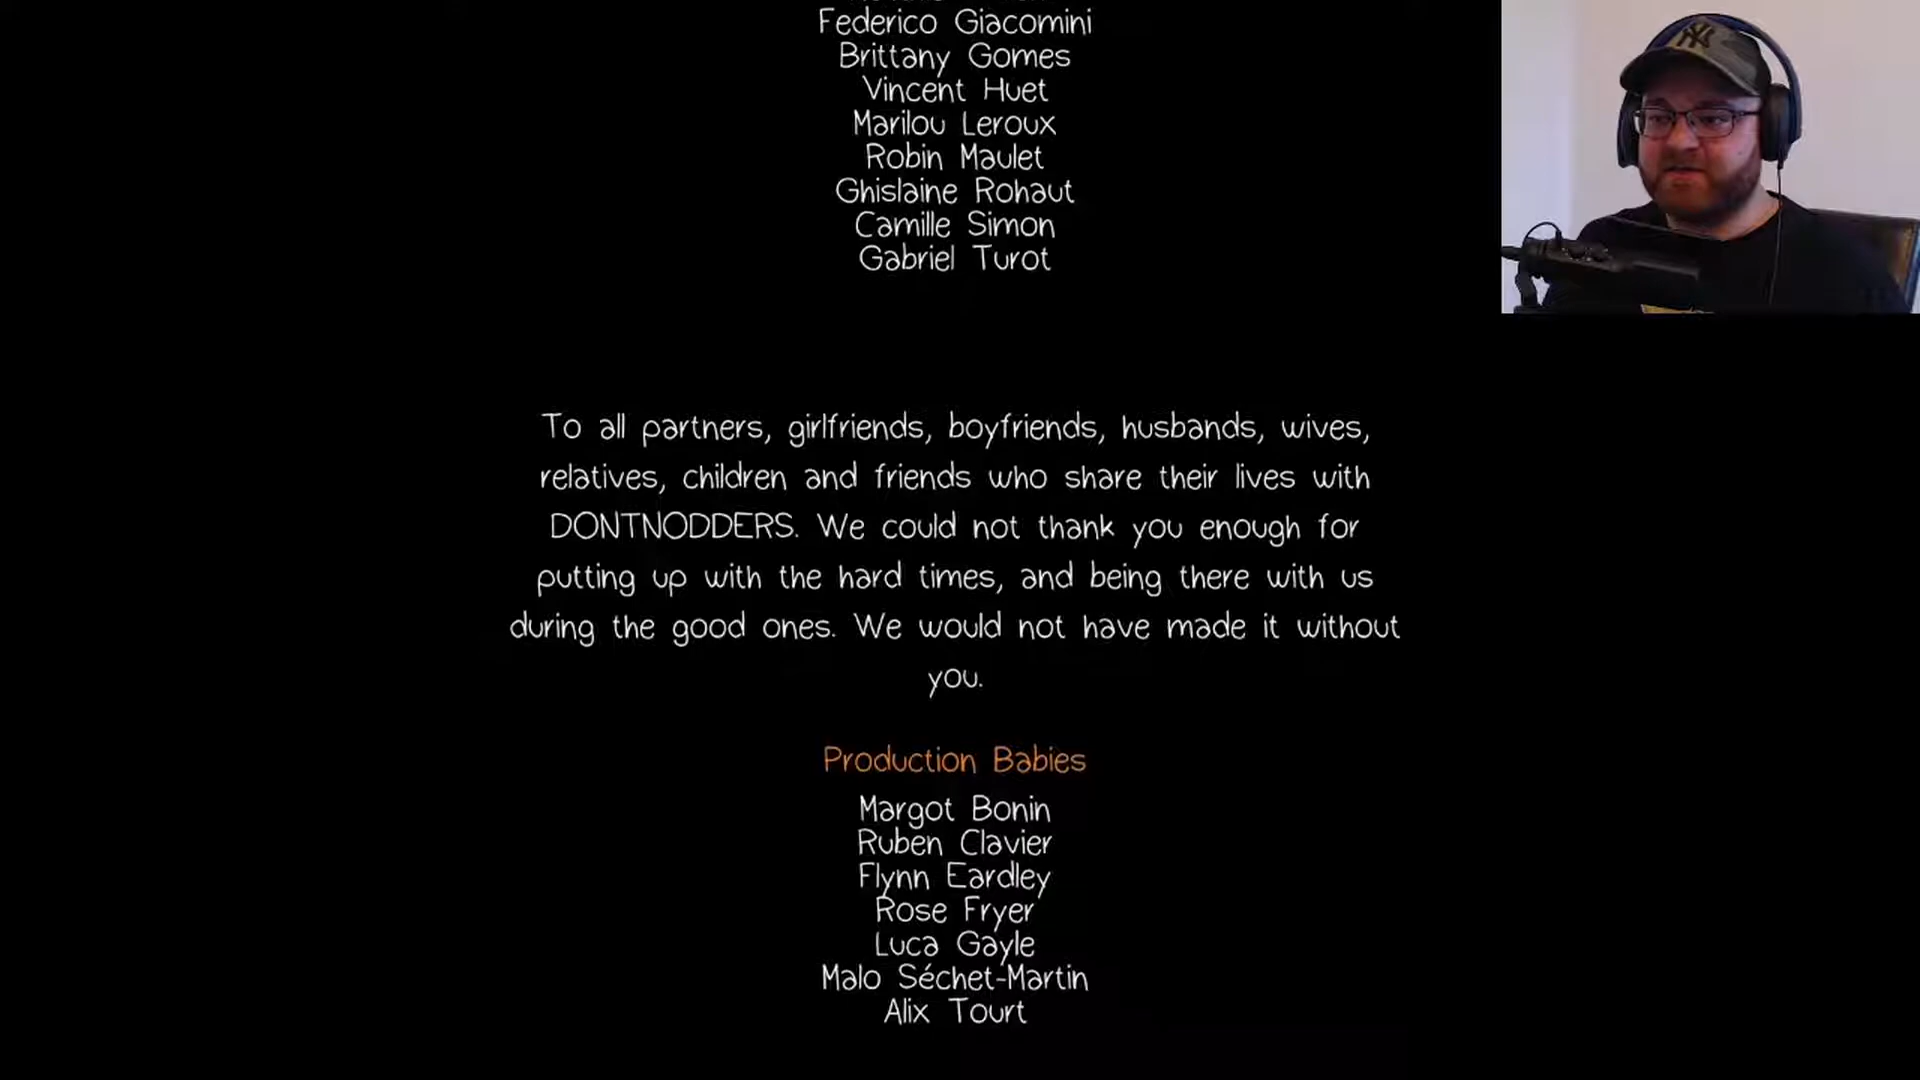 Federico Giacomini
Brittany Gomes
Vincent Huet
Marilou Leroux
Robin Maulet
Ghislaine Rohaut
Camille Simon
Gabriel Turot
To all partners, girlfriends, boyfriends, husbands, wives,
relatives, children and friends who share their lives with
DONTNODDERS. We could not thank you enough for
putting up with the hard times, and being there with us
during the good ones. We would not have made it without
you.
Production Babies
Margot Bonin
Ruben Clavier
Flynn Eardley
Rose Fryer
Luca Gayle
Malo Séchet-Martin
Alix Tourt